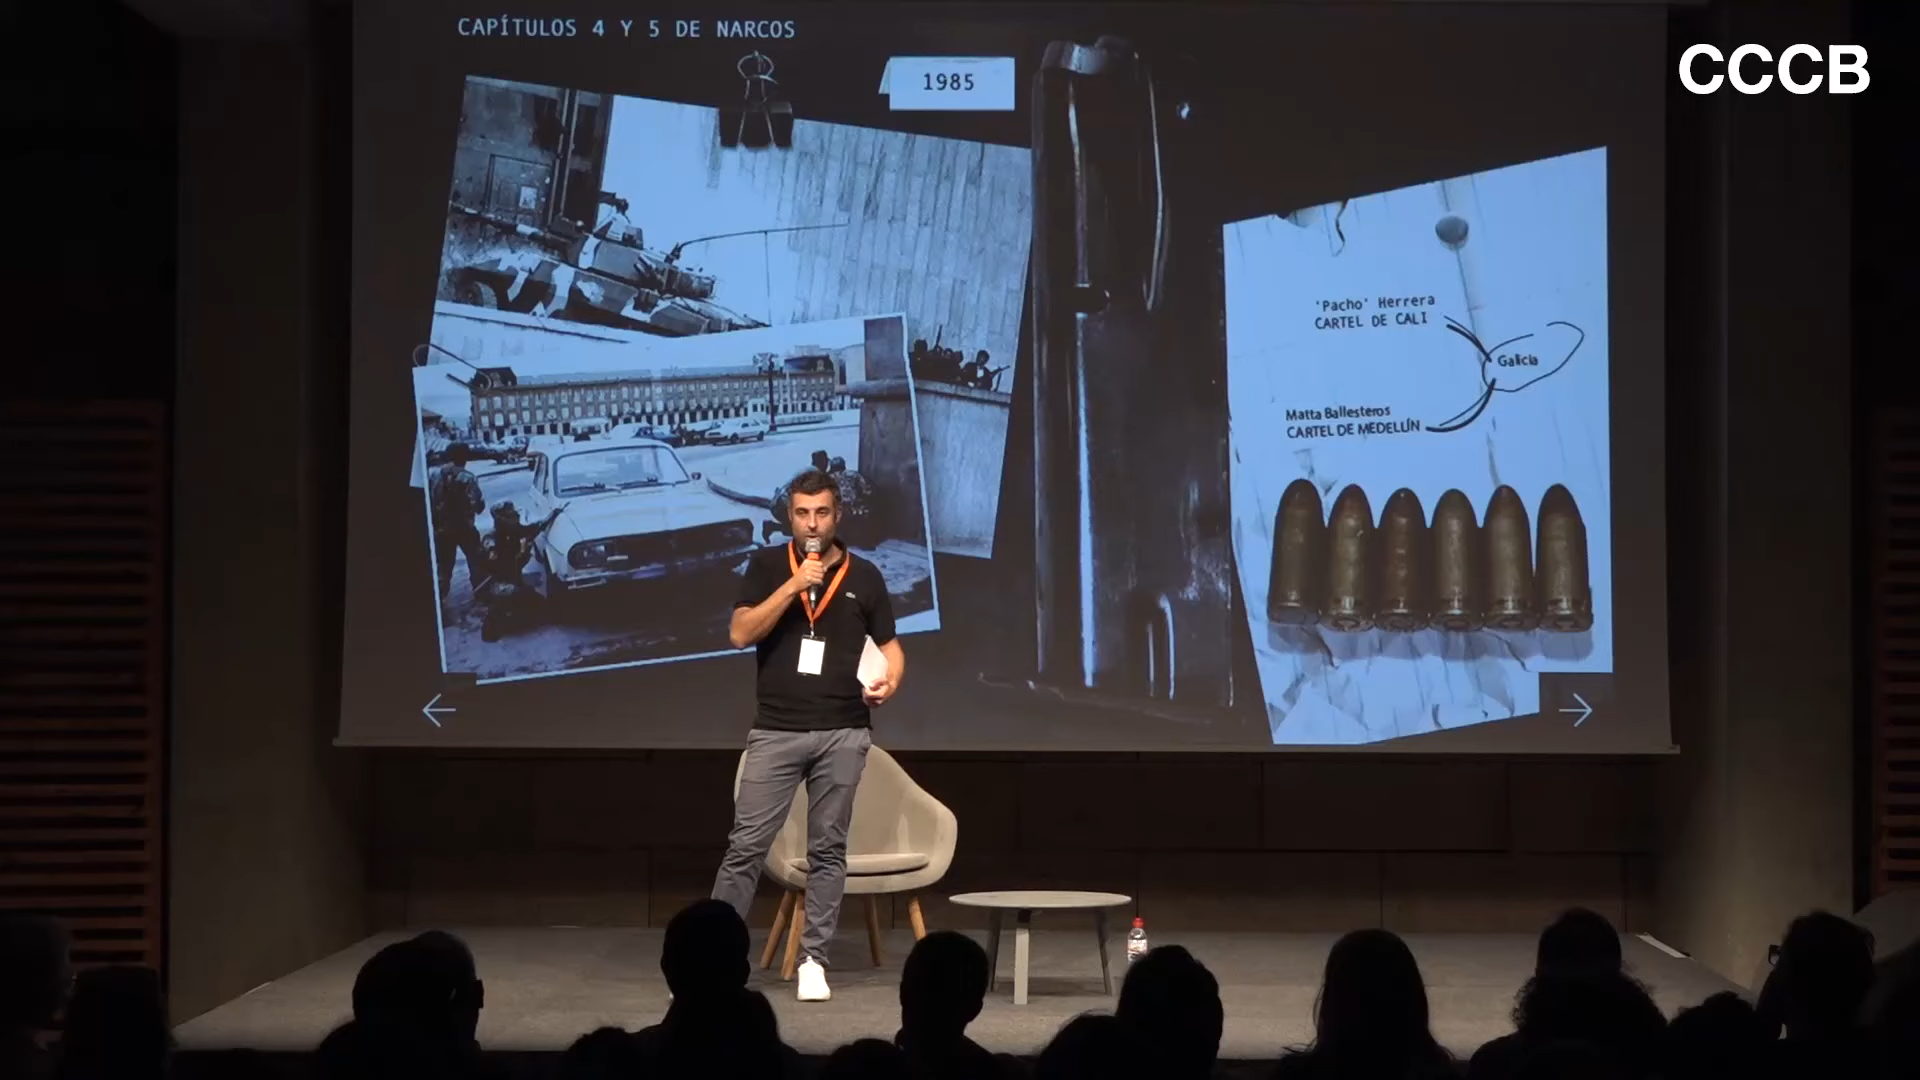 CAPÍTULOS 4 Y 5 DE NARCOS
1985
CCCB
'Pacho' Herrera
CARTEL DE CALI
Galicia
Matta Ballesteros
CARTEL DE MEDELLÍN